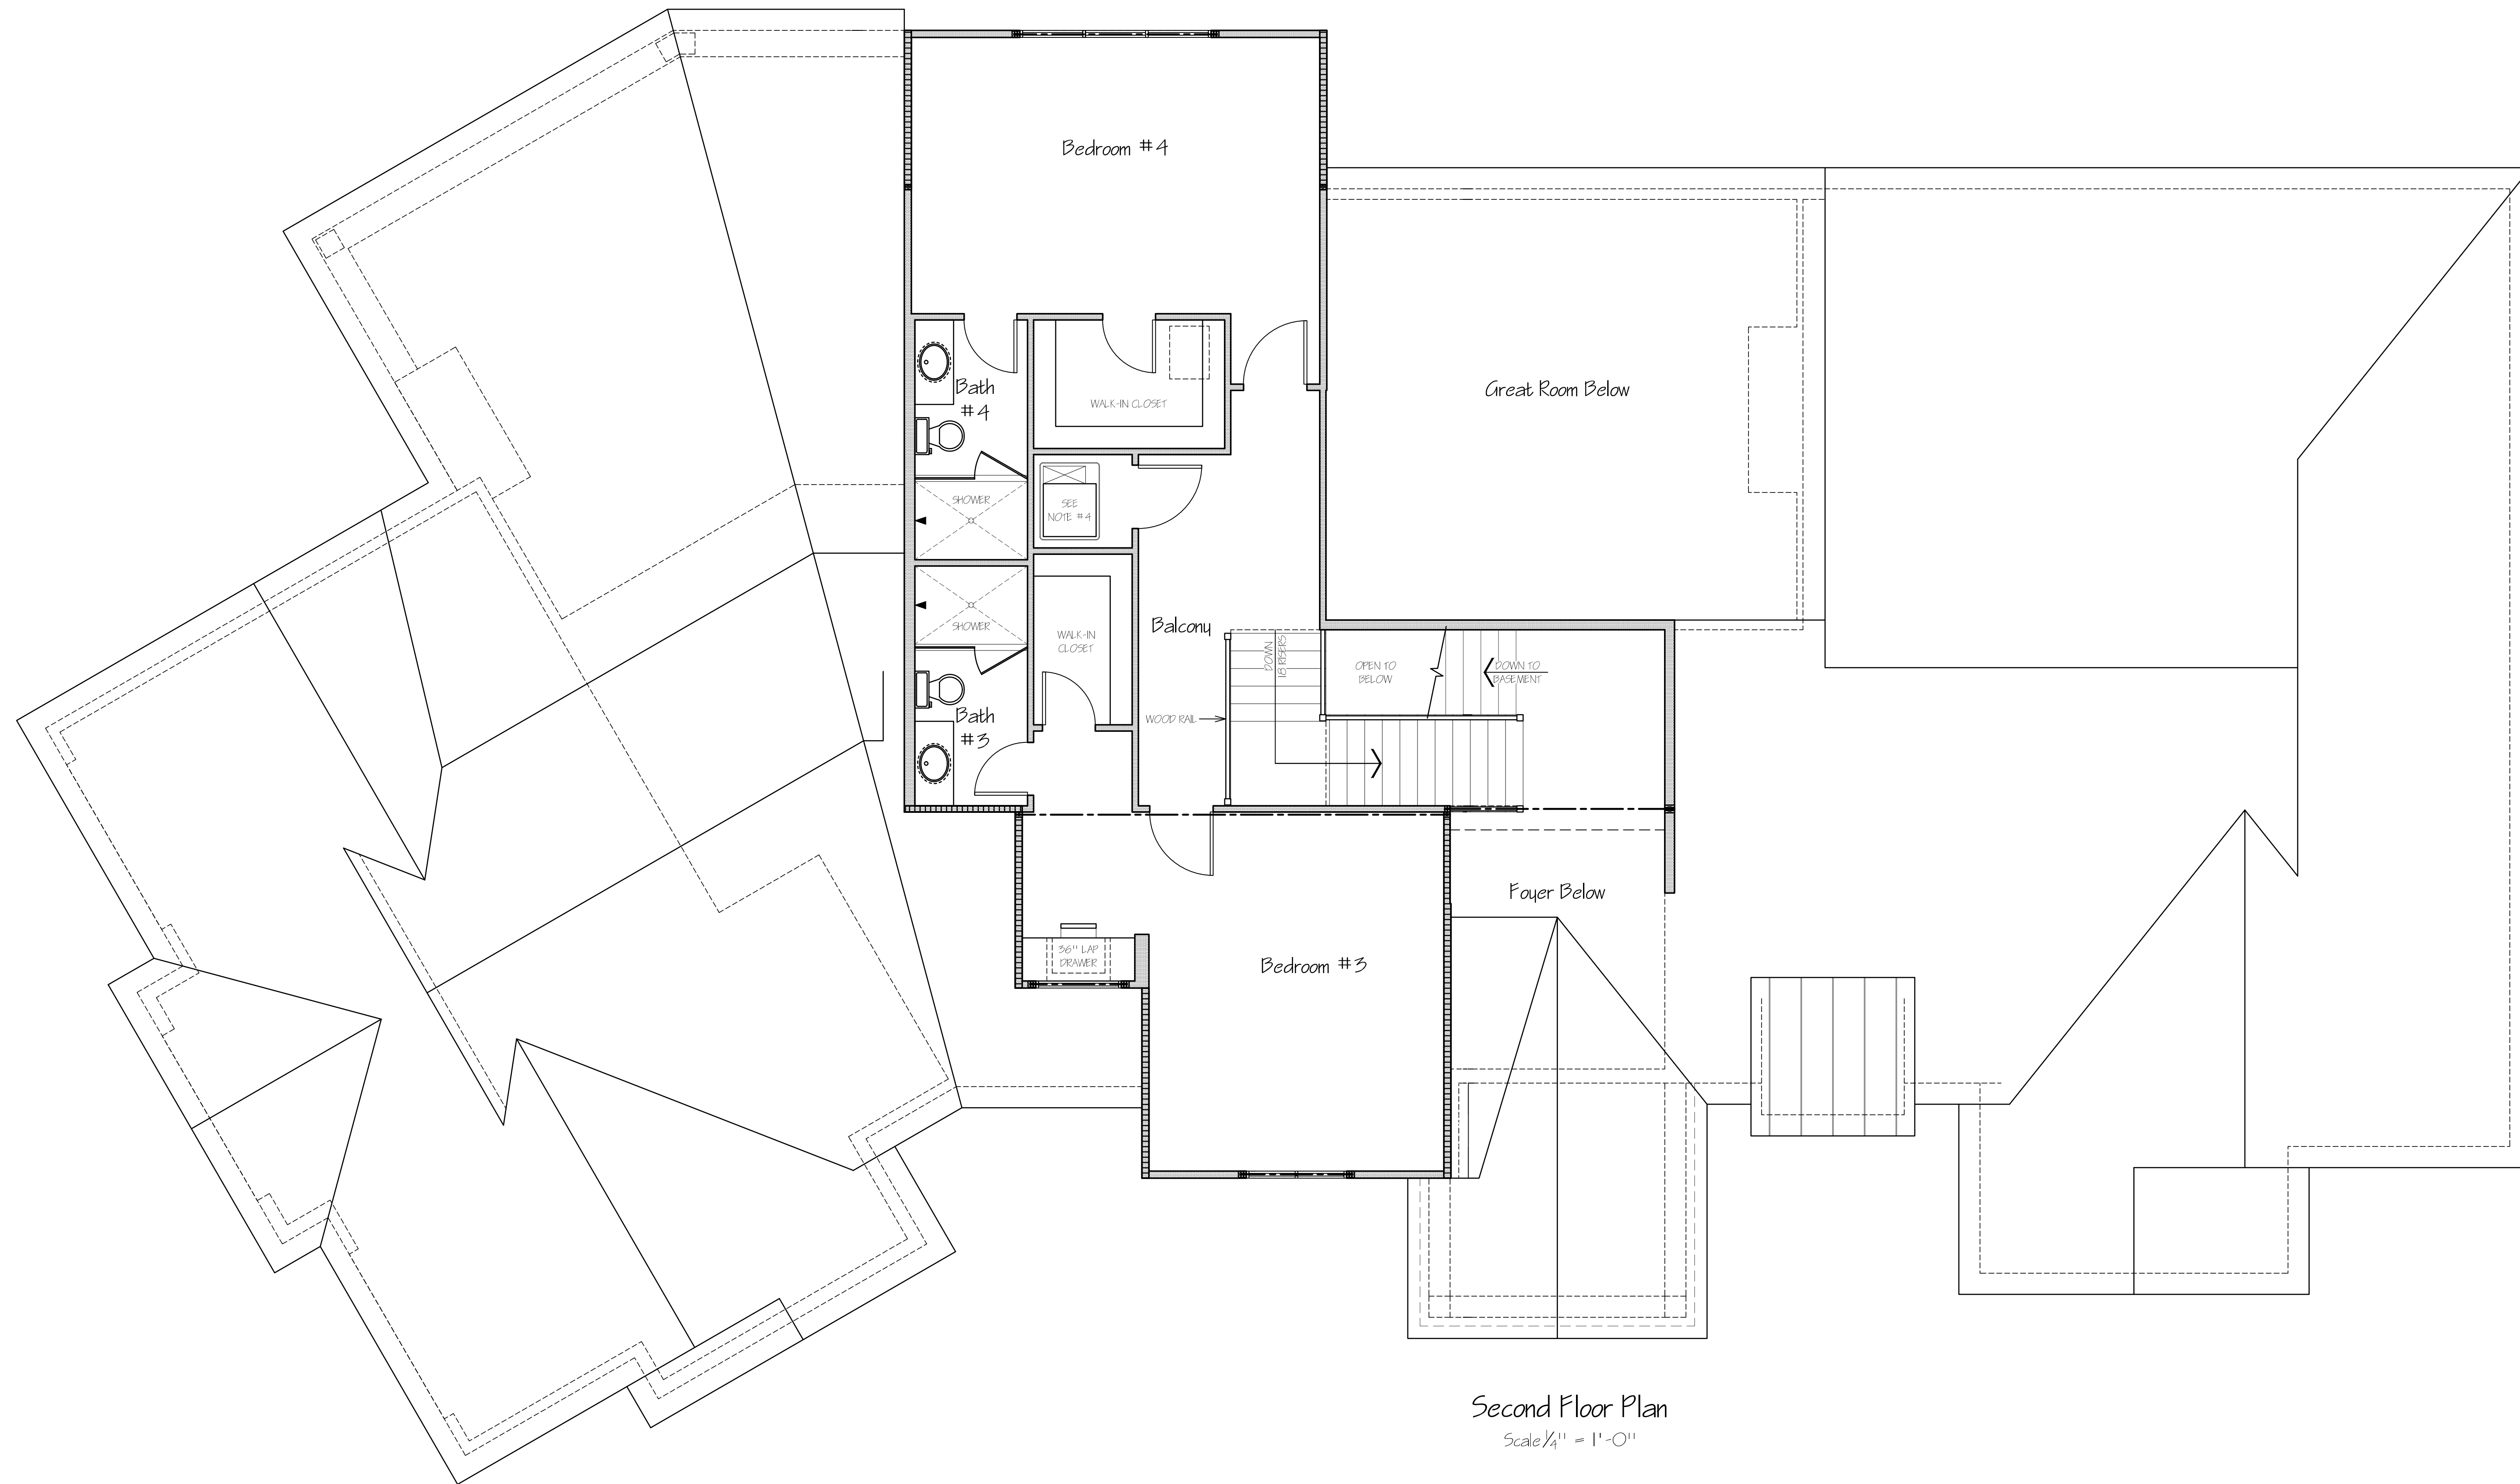 Bedroom #4
Great Room Below
Bath
#4
WALK-IN CLOSET
SHOWER
SEE
NOTE #4
SHOWER
WALK-IN
CLOSET
Balcony
DOWN
18 RISERS
OPEN TO
BELOW
DOWN TO
BASEMENT
WOOD RAIL
Bath
#3
Foyer Below
36" LAP
DRAWER
Bedroom #3
Second Floor Plan
Scale 1/4" = 1'-0"